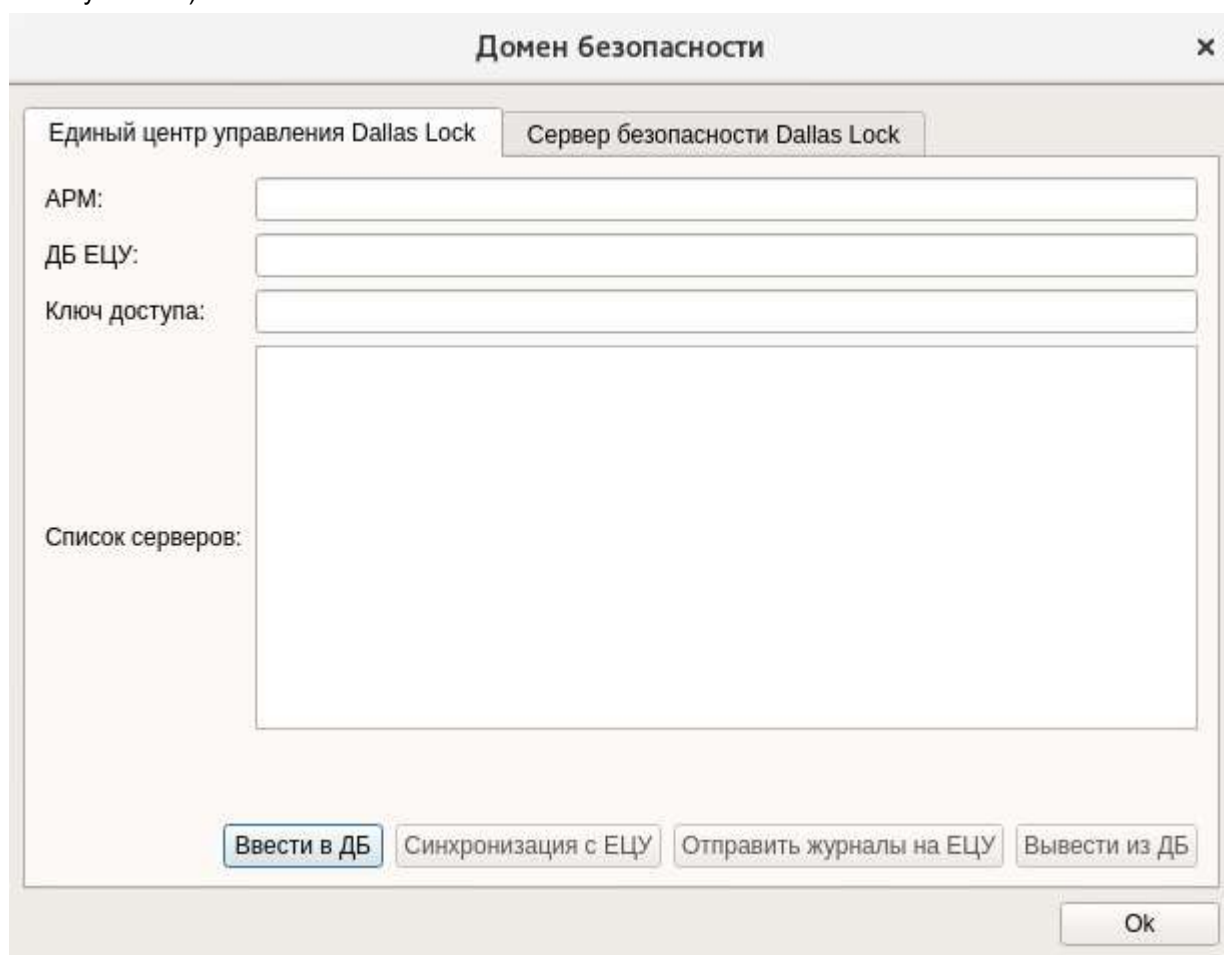 Домен безопасности ×
Единый центр управления Dallas Lock Сервер безопасности Dallas Lock
АРМ:
ДБ ЕЦУ:
Ключ доступа:
Список серверов:
Ввести в ДБ Синхронизация с ЕЦУ Отправить журналы на ЕЦУ Вывести из ДБ
Ok